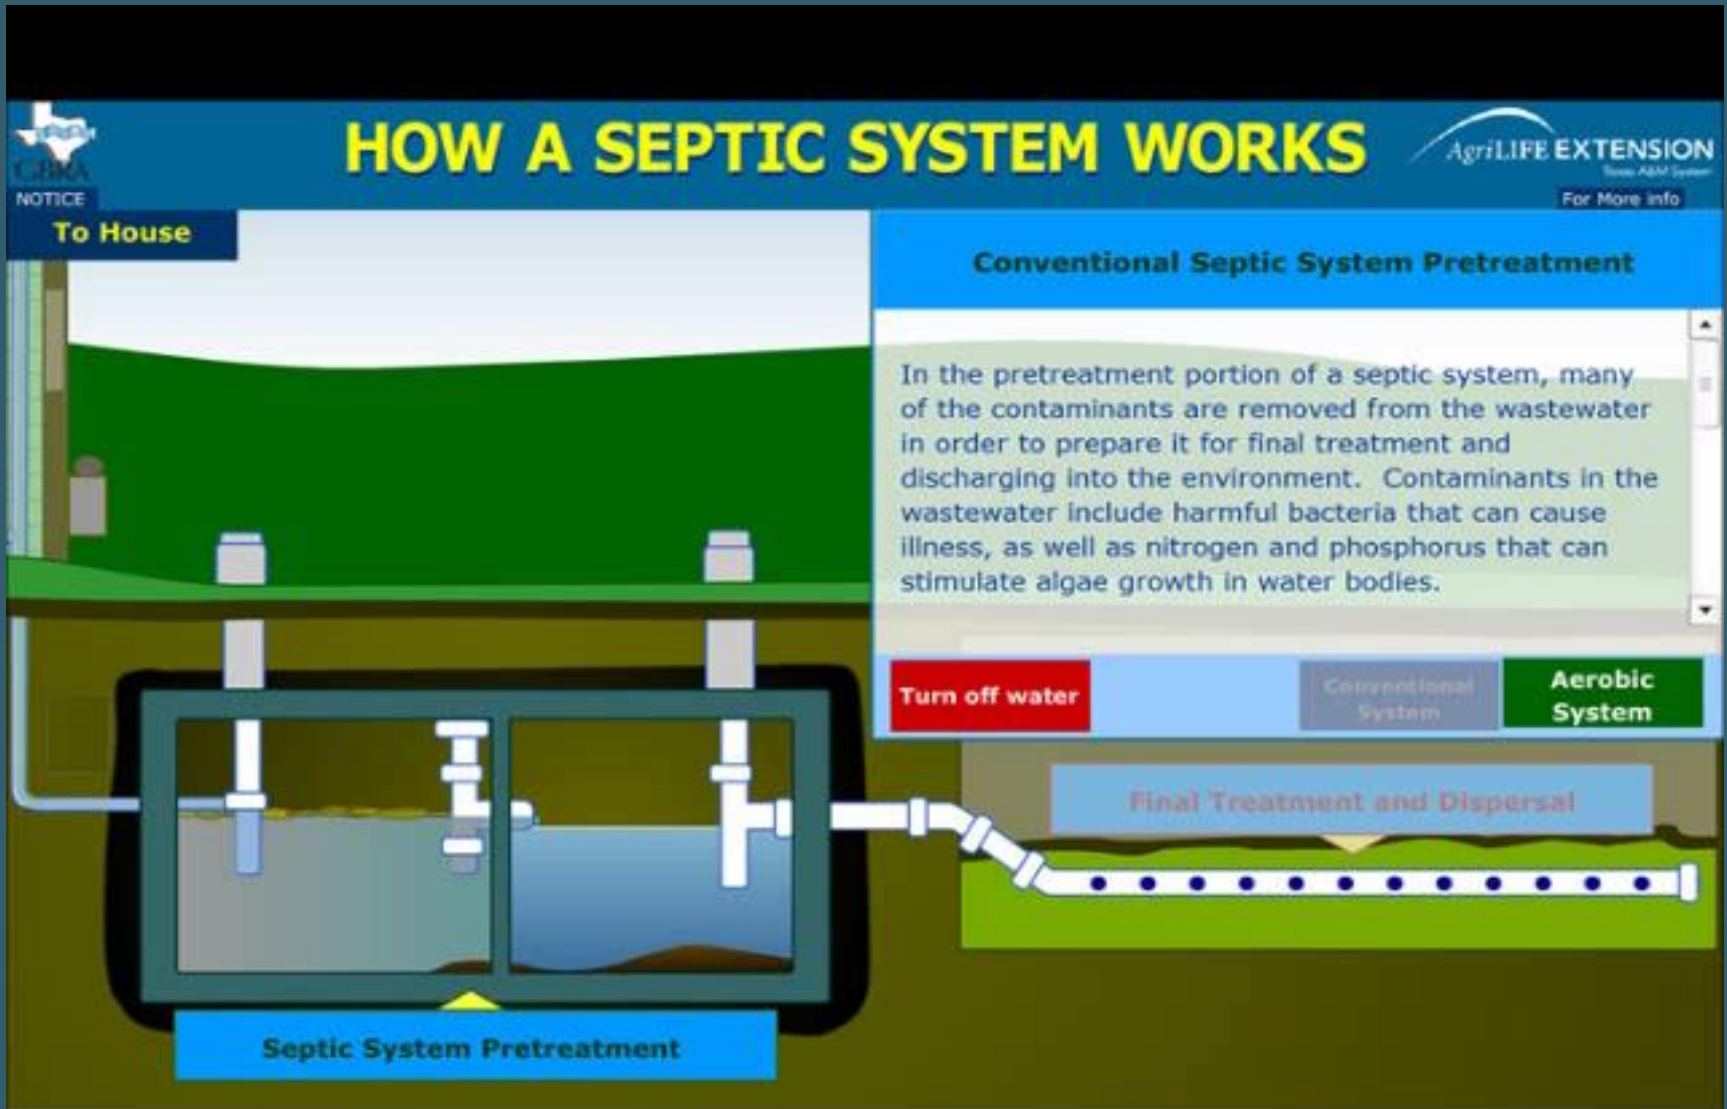 HOW A SEPTIC SYSTEM WORKS
GBRA
NOTICE
AgriLIFE EXTENSION
Texas A&M System
For More info
To House
Conventional Septic System Pretreatment
In the pretreatment portion of a septic system, many
of the contaminants are removed from the wastewater
in order to prepare it for final treatment and
discharging into the environment.  Contaminants in the
wastewater include harmful bacteria that can cause
illness, as well as nitrogen and phosphorus that can
stimulate algae growth in water bodies.
Turn off water
Conventional
System
Aerobic
System
Final Treatment and Dispersal
Septic System Pretreatment